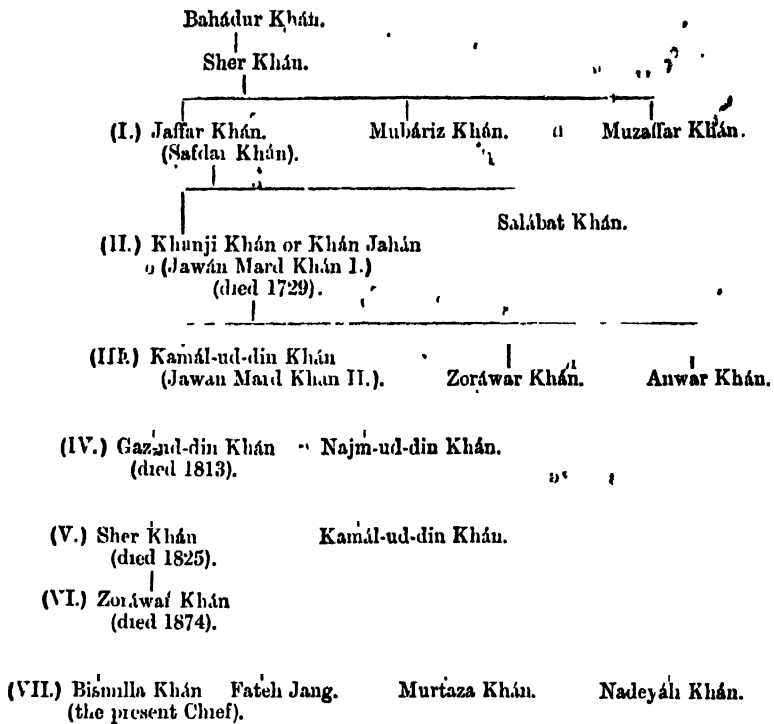 Bahádur Khán.
Sher Khán.
(I.) Jaffar Khán. Mubáriz Khán. Muzaffar Khán.
(Safdar Khán).
Salábat Khán.
(II.) Khanji Khán or Khán Jahán
(Jawán Mard Khán I.)
(died 1729).
(III.) Kamál-ud-din Khán
(Jawan Mard Khan II.). Zoráwar Khán. Anwar Khán.
(IV.) Gaz-ud-din Khán Najm-ud-din Khán.
(died 1813).
(V.) Sher Khán Kamál-ud-din Khán.
(died 1825).
(VI.) Zoráwar Khán
(died 1874).
(VII.) Bismilla Khán Fateh Jang. Murtaza Khán. Nadeyáli Khán.
(the present Chief).